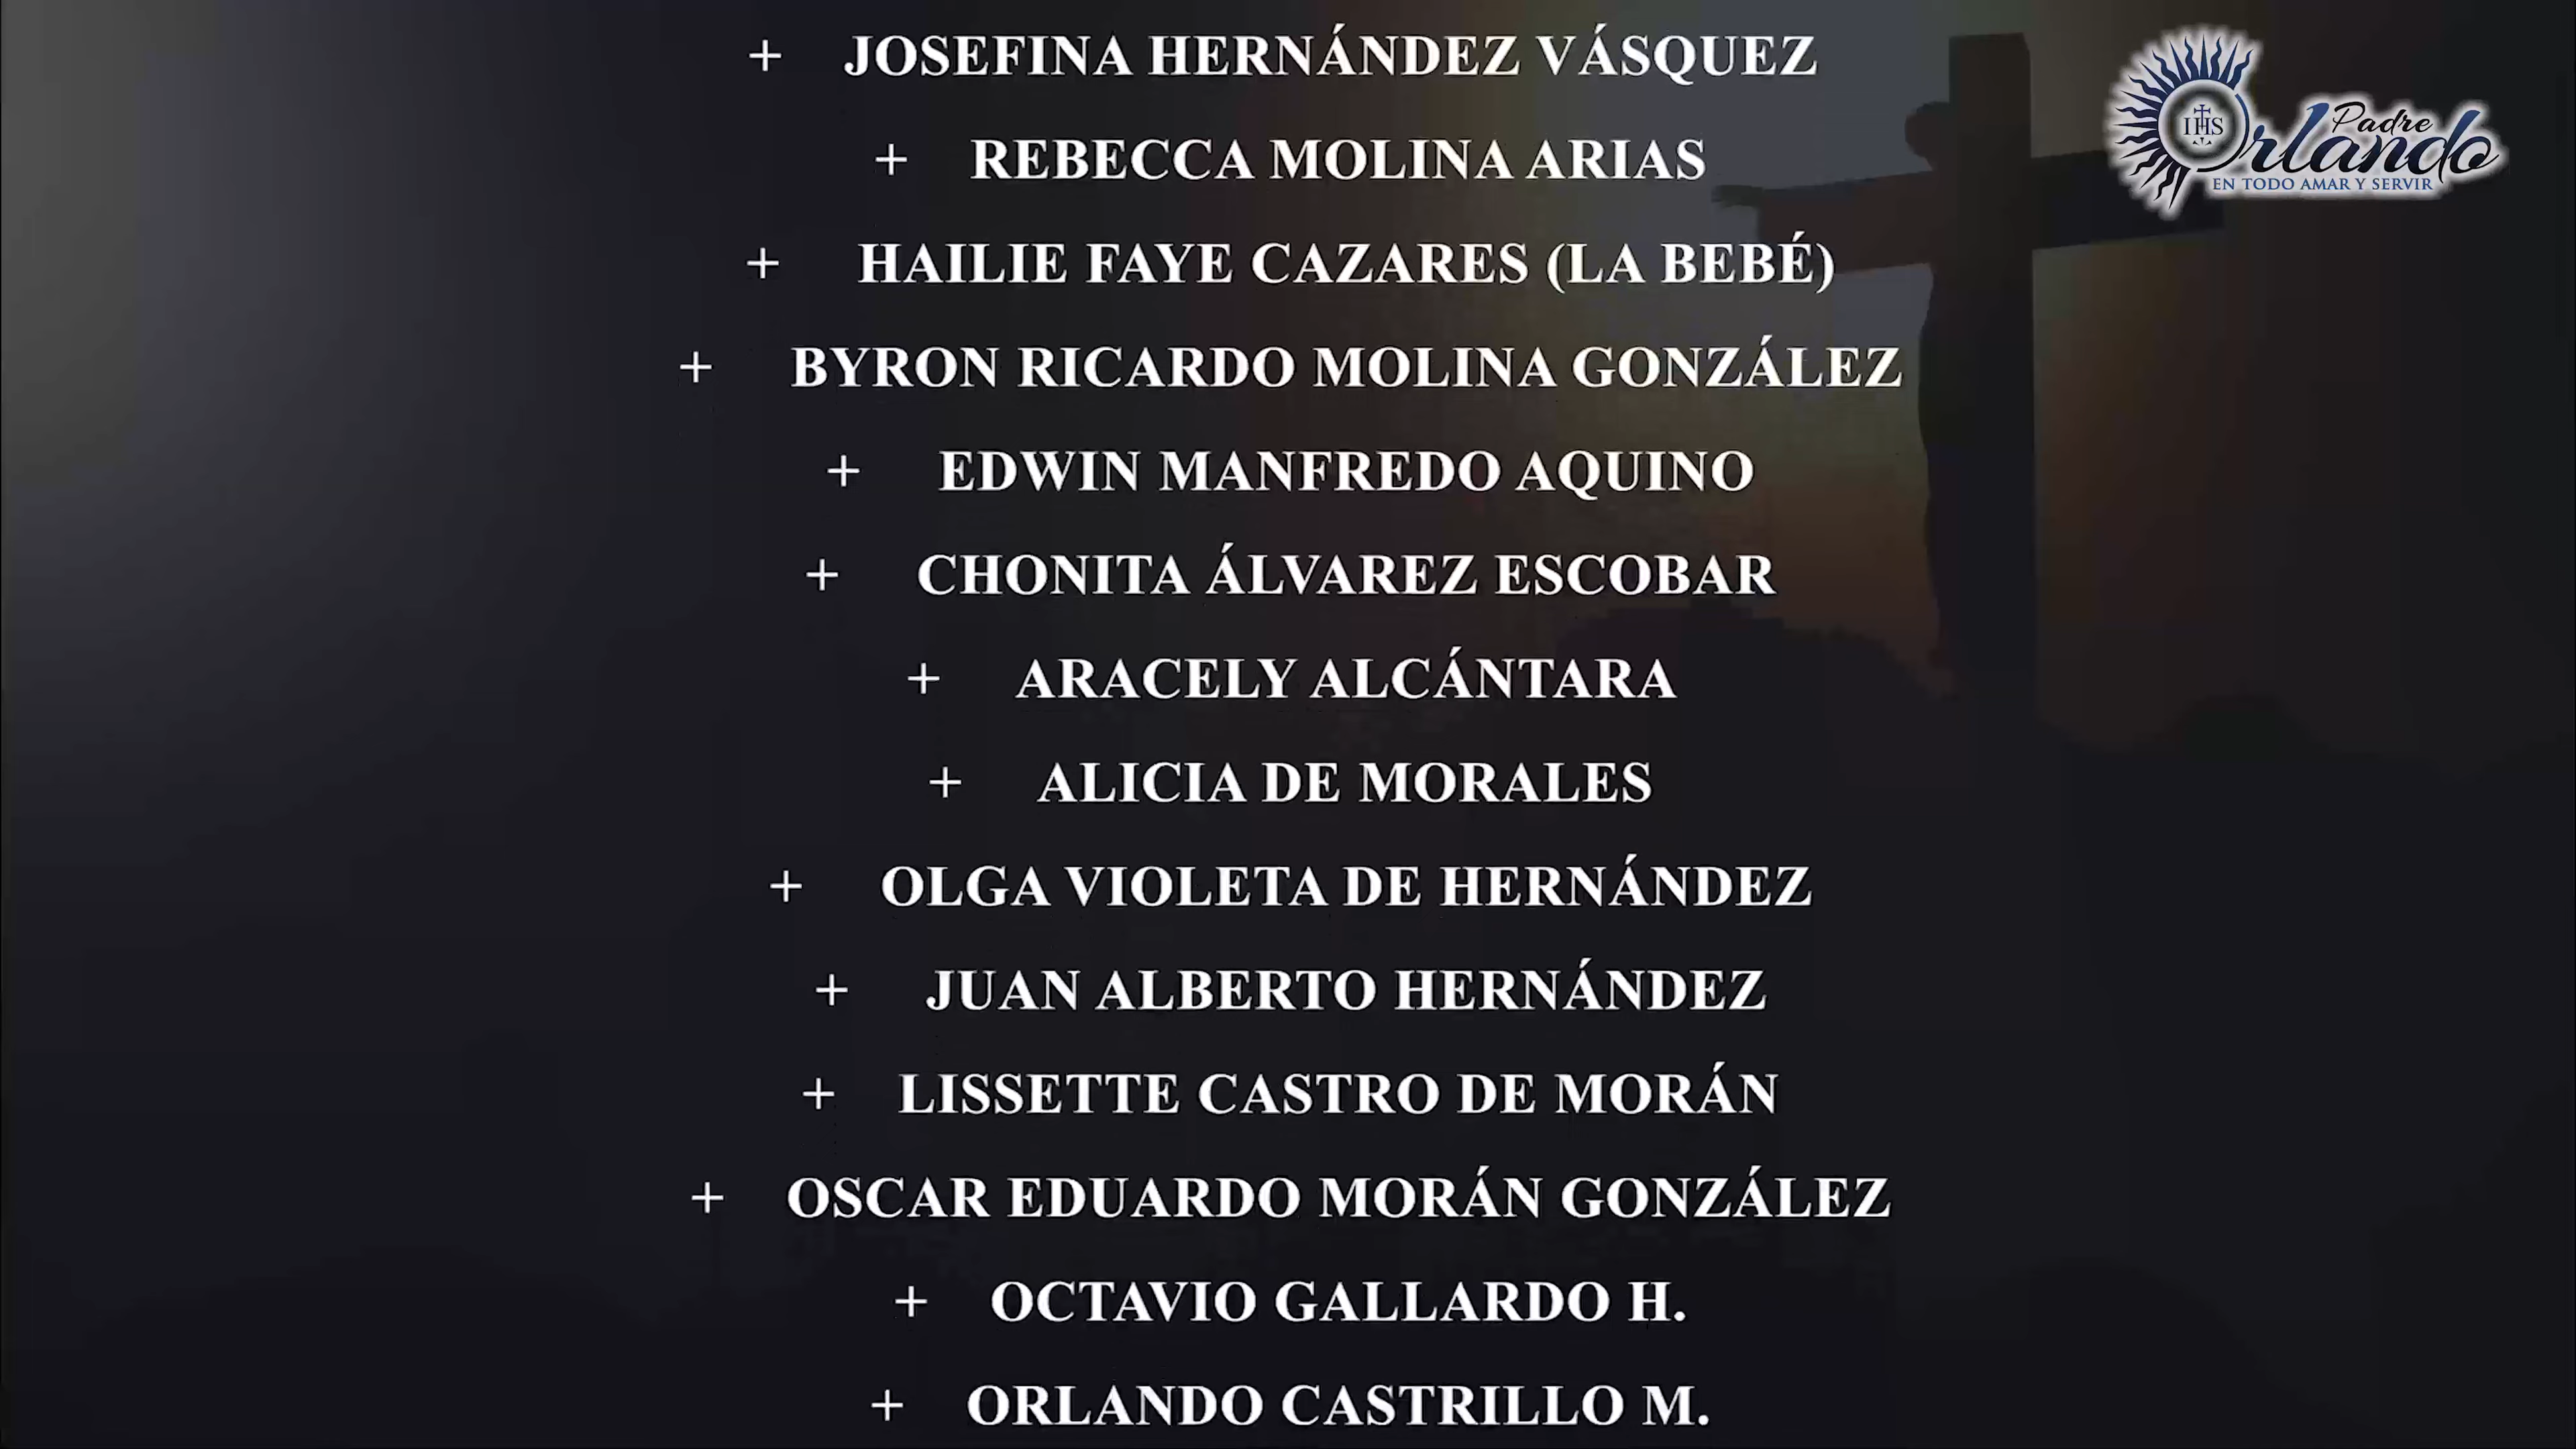 + JOSEFINA HERNÁNDEZ VÁSQUEZ
+ REBECCA MOLINA ARIAS
+ HAILIE FAYE CAZARES (LA BEBÉ)
+ BYRON RICARDO MOLINA GONZÁLEZ
+ EDWIN MANFREDO AQUINO
+ CHONITA ÁLVAREZ ESCOBAR
+ ARACELY ALCÁNTARA
+ ALICIA DE MORALES
+ OLGA VIOLETA DE HERNÁNDEZ
+ JUAN ALBERTO HERNÁNDEZ
+ LISSETTE CASTRO DE MORÁN
+ OSCAR EDUARDO MORÁN GONZÁLEZ
+ OCTAVIO GALLARDO H.
+ ORLANDO CASTRILLO M.
Padre
IHS
Orlando
EN TODO AMAR Y SERVIR